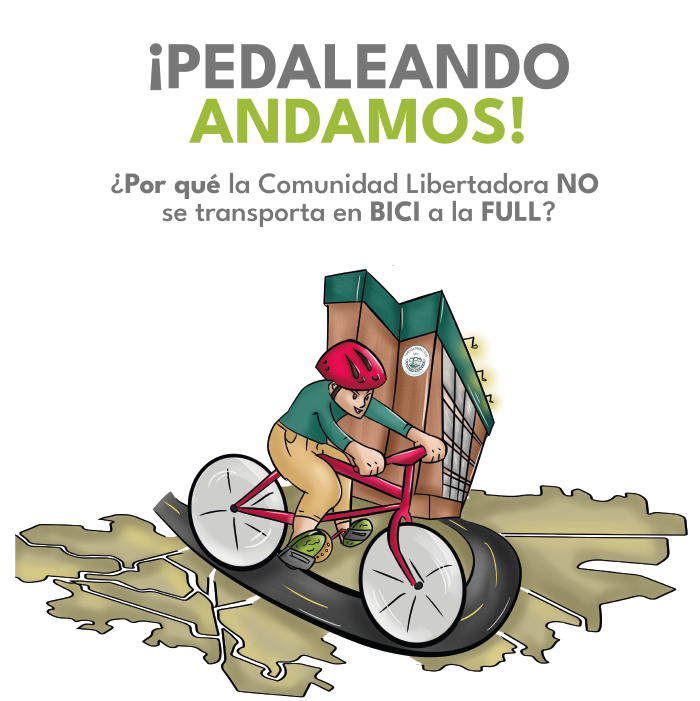 ¡PEDALEANDO
ANDAMOS!
¿Por qué la Comunidad Libertadora NO
se transporta en BICI a la FULL?